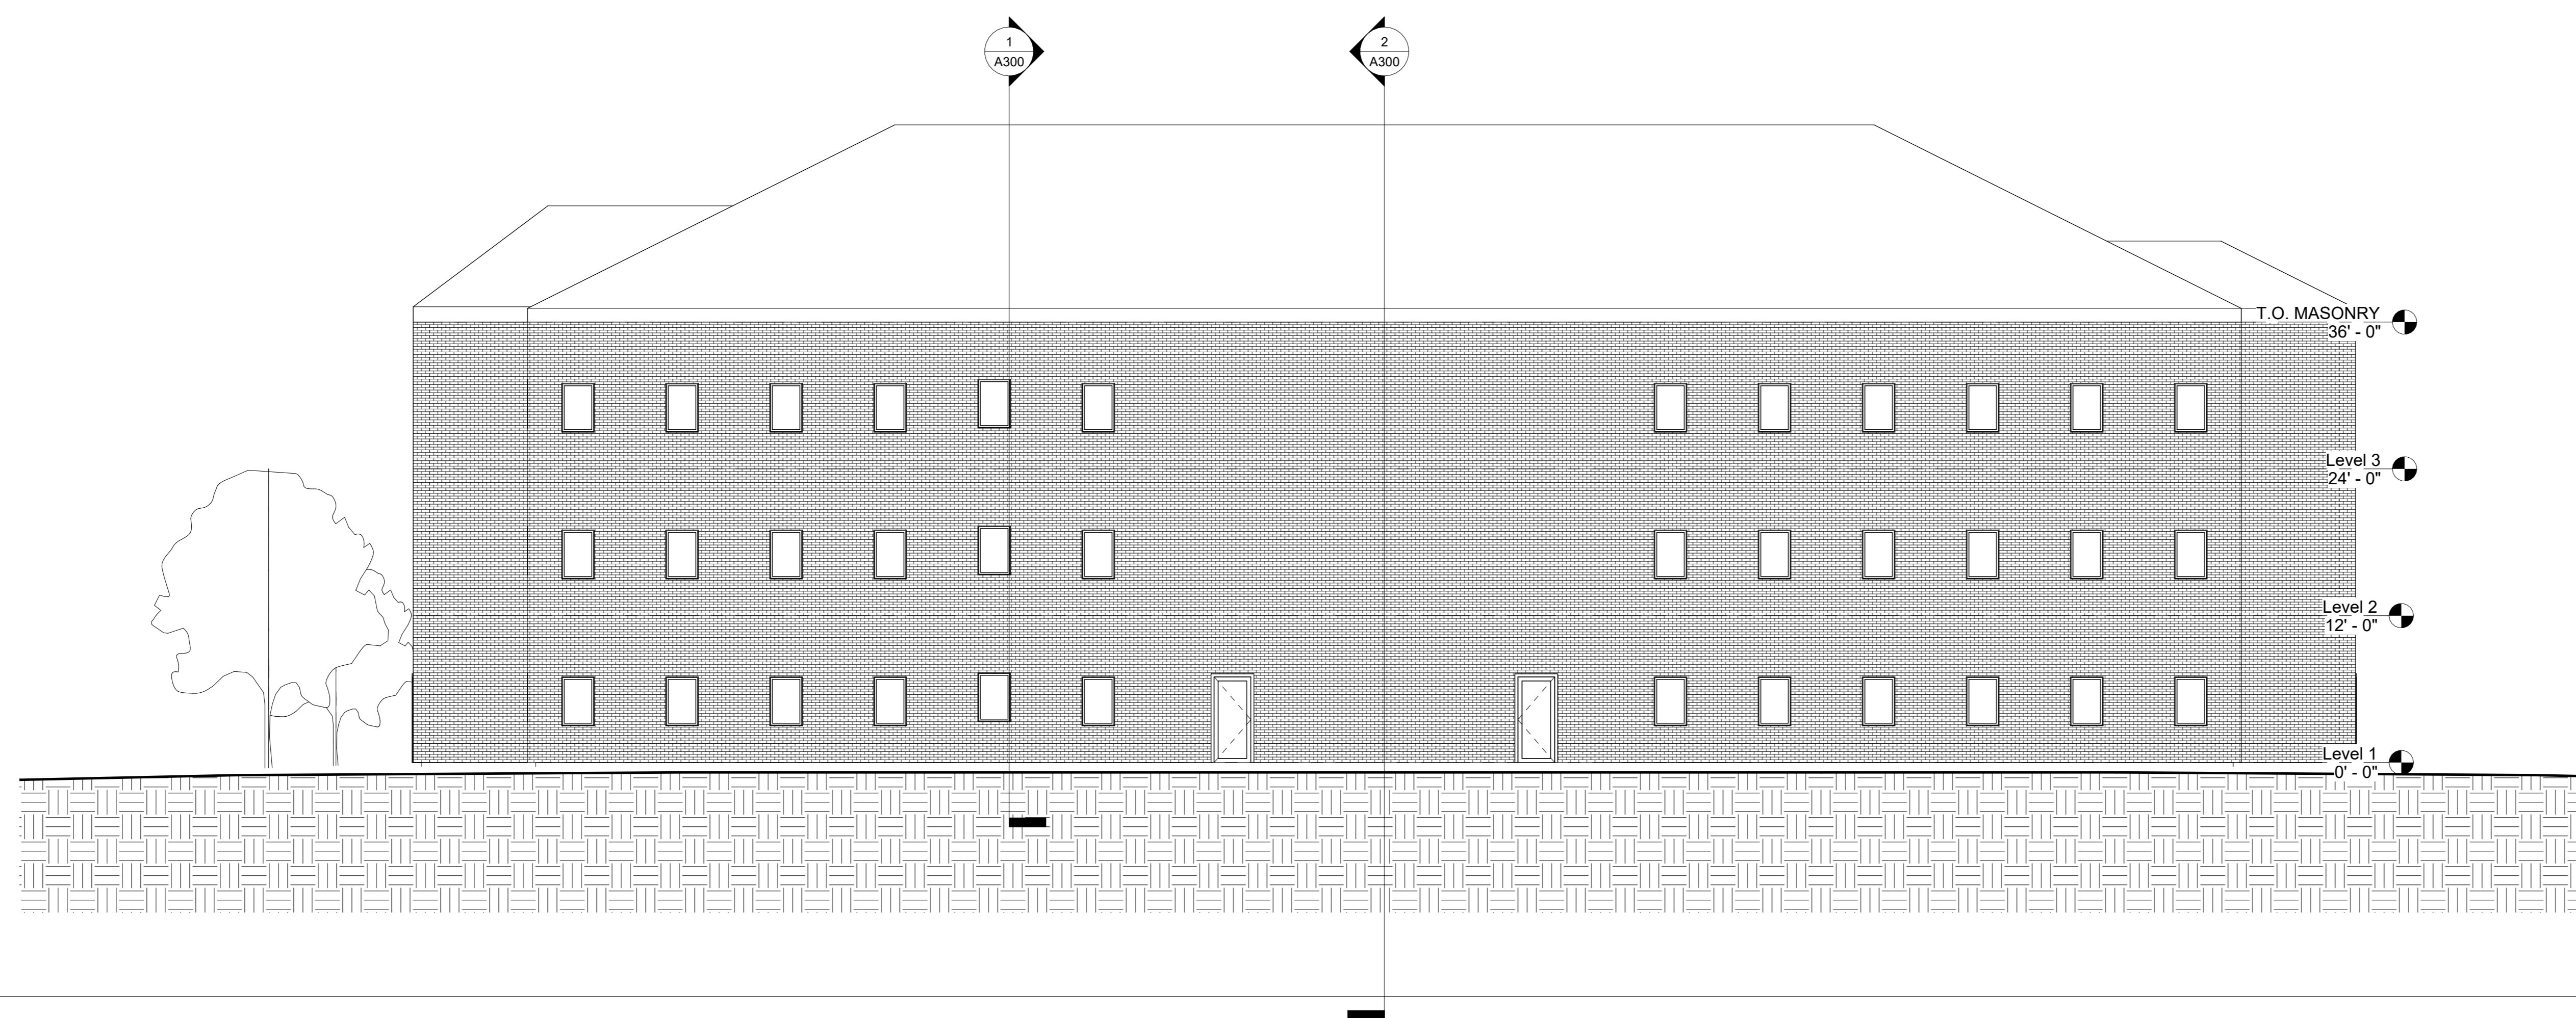 1
A300
2
A300
T.O. MASONRY
36' - 0"
Level 3
24' - 0"
Level 2
12' - 0"
Level 1
0' - 0"